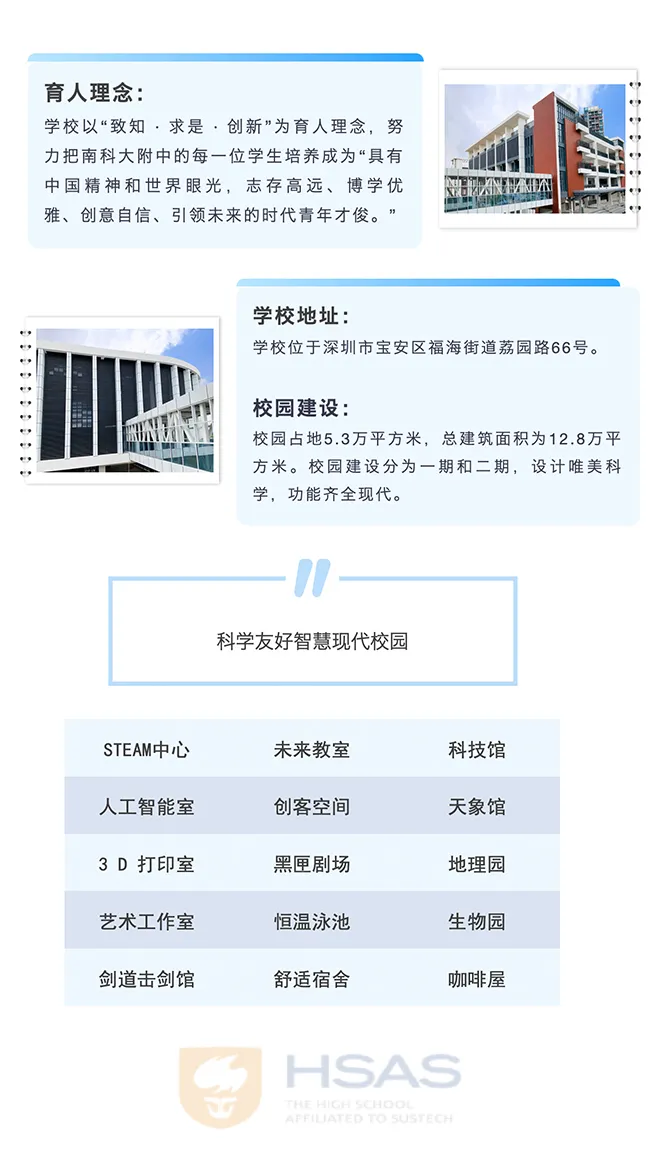 育人理念：
学校以“致知 · 求是 · 创新”为育人理念，努
力把南科大附中的每一位学生培养成为“具有
中国精神和世界眼光，志存高远、博学优
雅、创意自信、引领未来的时代青年才俊。”
学校地址：
学校位于深圳市宝安区福海街道荔园路66号。
校园建设：
校园占地5.3万平方米，总建筑面积为12.8万平
方米。校园建设分为一期和二期，设计唯美科
学，功能齐全现代。
科学友好智慧现代校园
STEAM中心 未来教室 科技馆
人工智能室 创客空间 天象馆
3 D 打印室 黑匣剧场 地理园
艺术工作室 恒温泳池 生物园
剑道击剑馆 舒适宿舍 咖啡屋
HSAS
THE HIGH SCHOOL
AFFILIATED TO SUSTECH